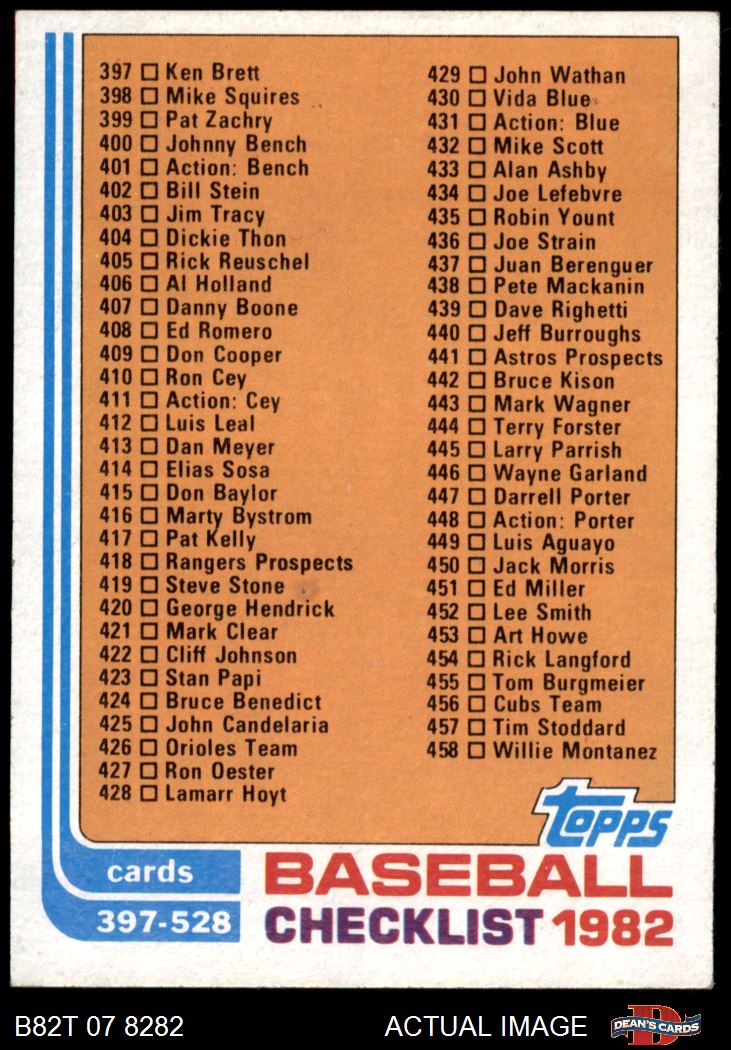 397 Ken Brett
398 Mike Squires
399 Pat Zachry
400 Johnny Bench
401 Action: Bench
402 Bill Stein
403 Jim Tracy
404 Dickie Thon
405 Rick Reuschel
406 Al Holland
407 Danny Boone
408 Ed Romero
409 Don Cooper
410 Ron Cey
411 Action: Cey
412 Luis Leal
413 Dan Meyer
414 Elias Sosa
415 Don Baylor
416 Marty Bystrom
417 Pat Kelly
418 Rangers Prospects
419 Steve Stone
420 George Hendrick
421 Mark Clear
422 Cliff Johnson
423 Stan Papi
424 Bruce Benedict
425 John Candelaria
426 Orioles Team
427 Ron Oester
428 Lamarr Hoyt
429 John Wathan
430 Vida Blue
431 Action: Blue
432 Mike Scott
433 Alan Ashby
434 Joe Lefebvre
435 Robin Yount
436 Joe Strain
437 Juan Berenguer
438 Pete Mackanin
439 Dave Righetti
440 Jeff Burroughs
441 Astros Prospects
442 Bruce Kison
443 Mark Wagner
444 Terry Forster
445 Larry Parrish
446 Wayne Garland
447 Darrell Porter
448 Action: Porter
449 Luis Aguayo
450 Jack Morris
451 Ed Miller
452 Lee Smith
453 Art Howe
454 Rick Langford
455 Tom Burgmeier
456 Cubs Team
457 Tim Stoddard
458 Willie Montanez
topps
cards
397-528
BASEBALL
CHECKLIST 1982
B82T 07 8282
ACTUAL IMAGE
D
DEAN'S CARDS